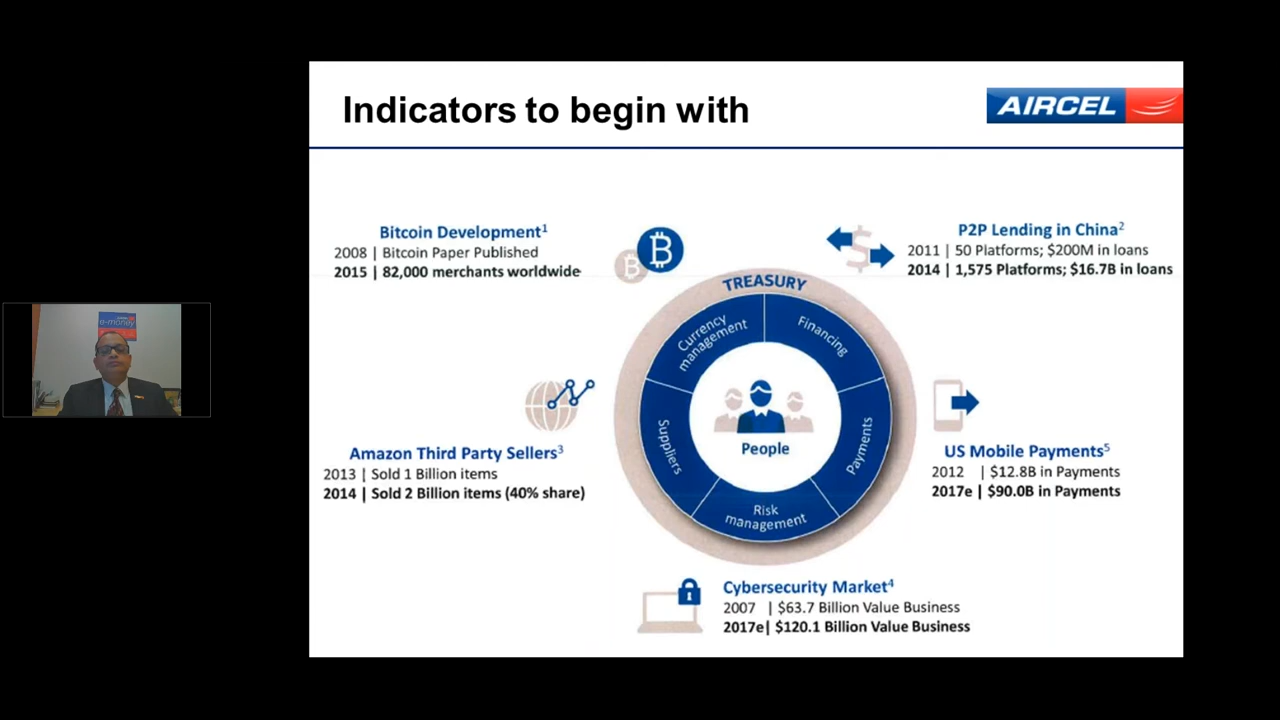 Indicators to begin with
AIRCEL
Bitcoin Development1
2008 | Bitcoin Paper Published
2015 | 82,000 merchants worldwide
P2P Lending in China2
2011 | 50 Platforms; $200M in loans
2014 | 1,575 Platforms; $16.7B in loans
TREASURY
Currency
management
Financing
Suppliers
Payments
Risk
management
People
e-money
Amazon Third Party Sellers3
2013 | Sold 1 Billion items
2014 | Sold 2 Billion items (40% share)
US Mobile Payments5
2012 | $12.8B in Payments
2017e | $90.0B in Payments
Cybersecurity Market4
2007 | $63.7 Billion Value Business
2017e| $120.1 Billion Value Business